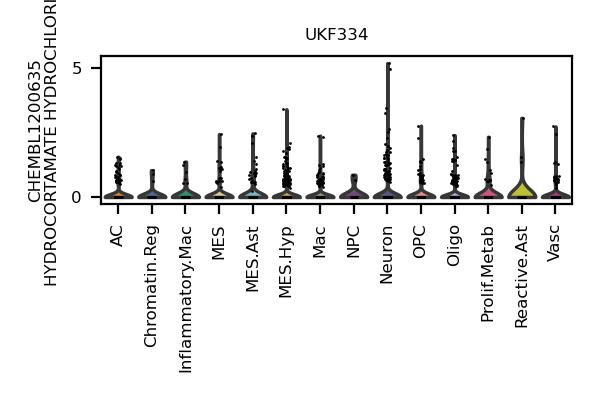 UKF334
CHEMBL1200635
HYDROCORTAMATE HYDROCHLORI
5
0
AC
Chromatin.Reg
Inflammatory.Mac
MES
MES.Ast
MES.Hyp
Mac
NPC
Neuron
OPC
Oligo
Prolif.Metab
Reactive.Ast
Vasc